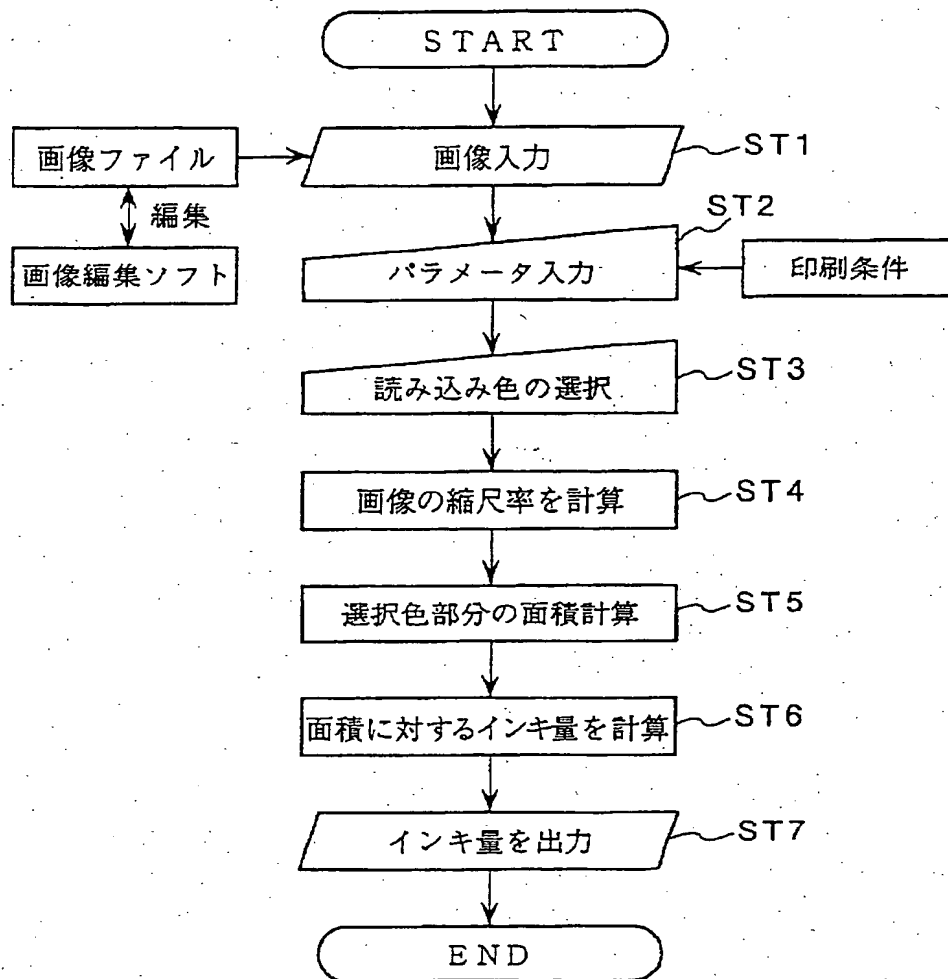 START
画像ファイル
画像入力
ST1
編集
ST2
画像編集ソフト
パラメータ入力
印刷条件
読み込み色の選択
ST3
画像の縮尺率を計算
ST4
選択色部分の面積計算
ST5
面積に対するインキ量を計算
ST6
インキ量を出力
ST7
END